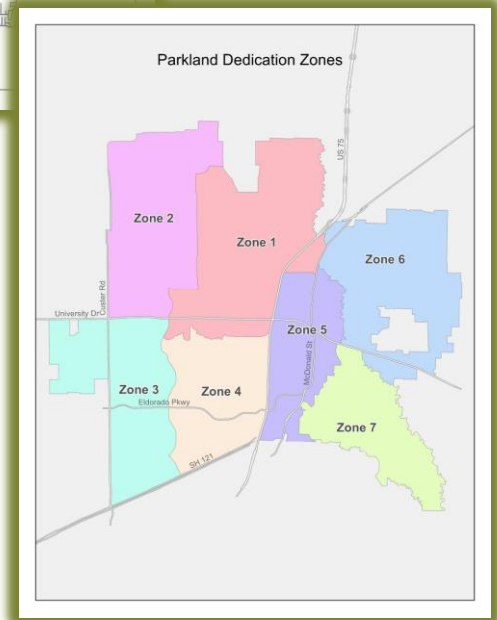 Parkland Dedication Zones
US 75
Zone 2
Zone 1
Zone 6
Custer Rd
University Dr
Zone 5
McDonald St
Zone 3
Zone 4
Eldorado Pkwy
Zone 7
SH 121